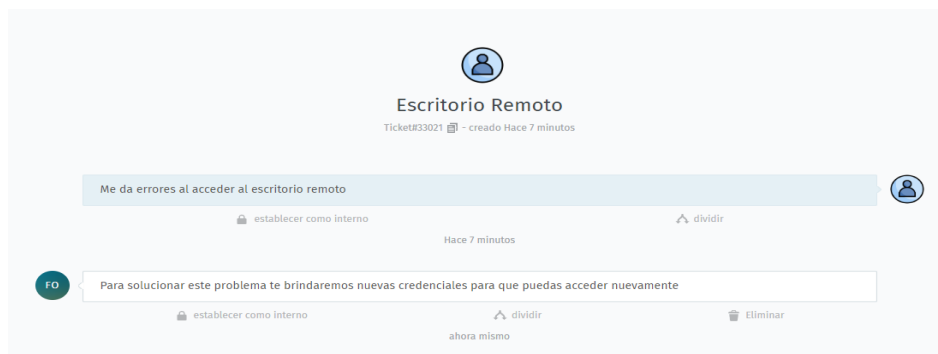 Escritorio Remoto
Ticket#33021 - creado Hace 7 minutos
Me da errores al acceder al escritorio remoto
establecer como interno dividir
Hace 7 minutos
FO Para solucionar este problema te brindaremos nuevas credenciales para que puedas acceder nuevamente
establecer como interno dividir Eliminar
ahora mismo